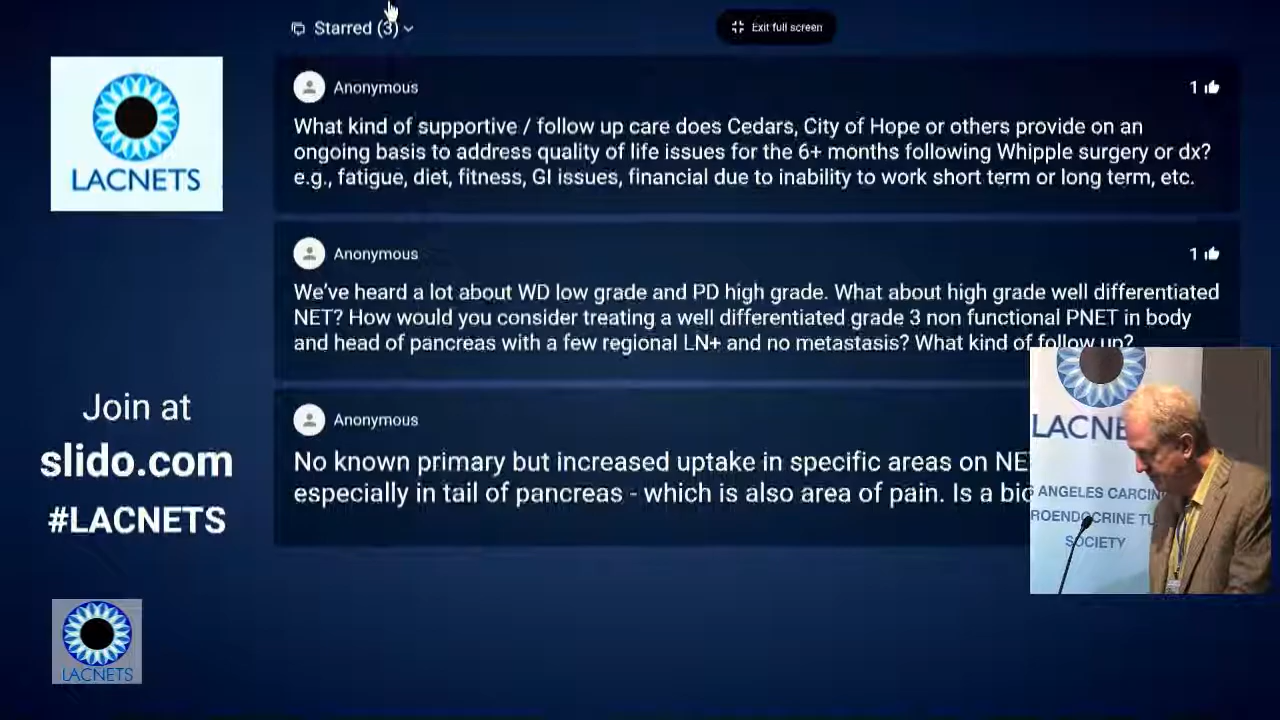 Starred (3)
Exit full screen
LACNETS
Anonymous
1
What kind of supportive / follow up care does Cedars, City of Hope or others provide on an
ongoing basis to address quality of life issues for the 6+ months following Whipple surgery or dx?
e.g., fatigue, diet, fitness, GI issues, financial due to inability to work short term or long term, etc.
Anonymous
1
We've heard a lot about WD low grade and PD high grade. What about high grade well differentiated
NET? How would you consider treating a well differentiated grade 3 non functional PNET in body
and head of pancreas with a few regional LN+ and no metastasis? What kind of follow up?
Join at
slido.com
#LACNETS
Anonymous
No known primary but increased uptake in specific areas on
especially in tail of pancreas - which is also area of pain. Is a
LACNE
ANGELES CARCIN
ROENDOCRINE TU
SOCIETY
LACNETS